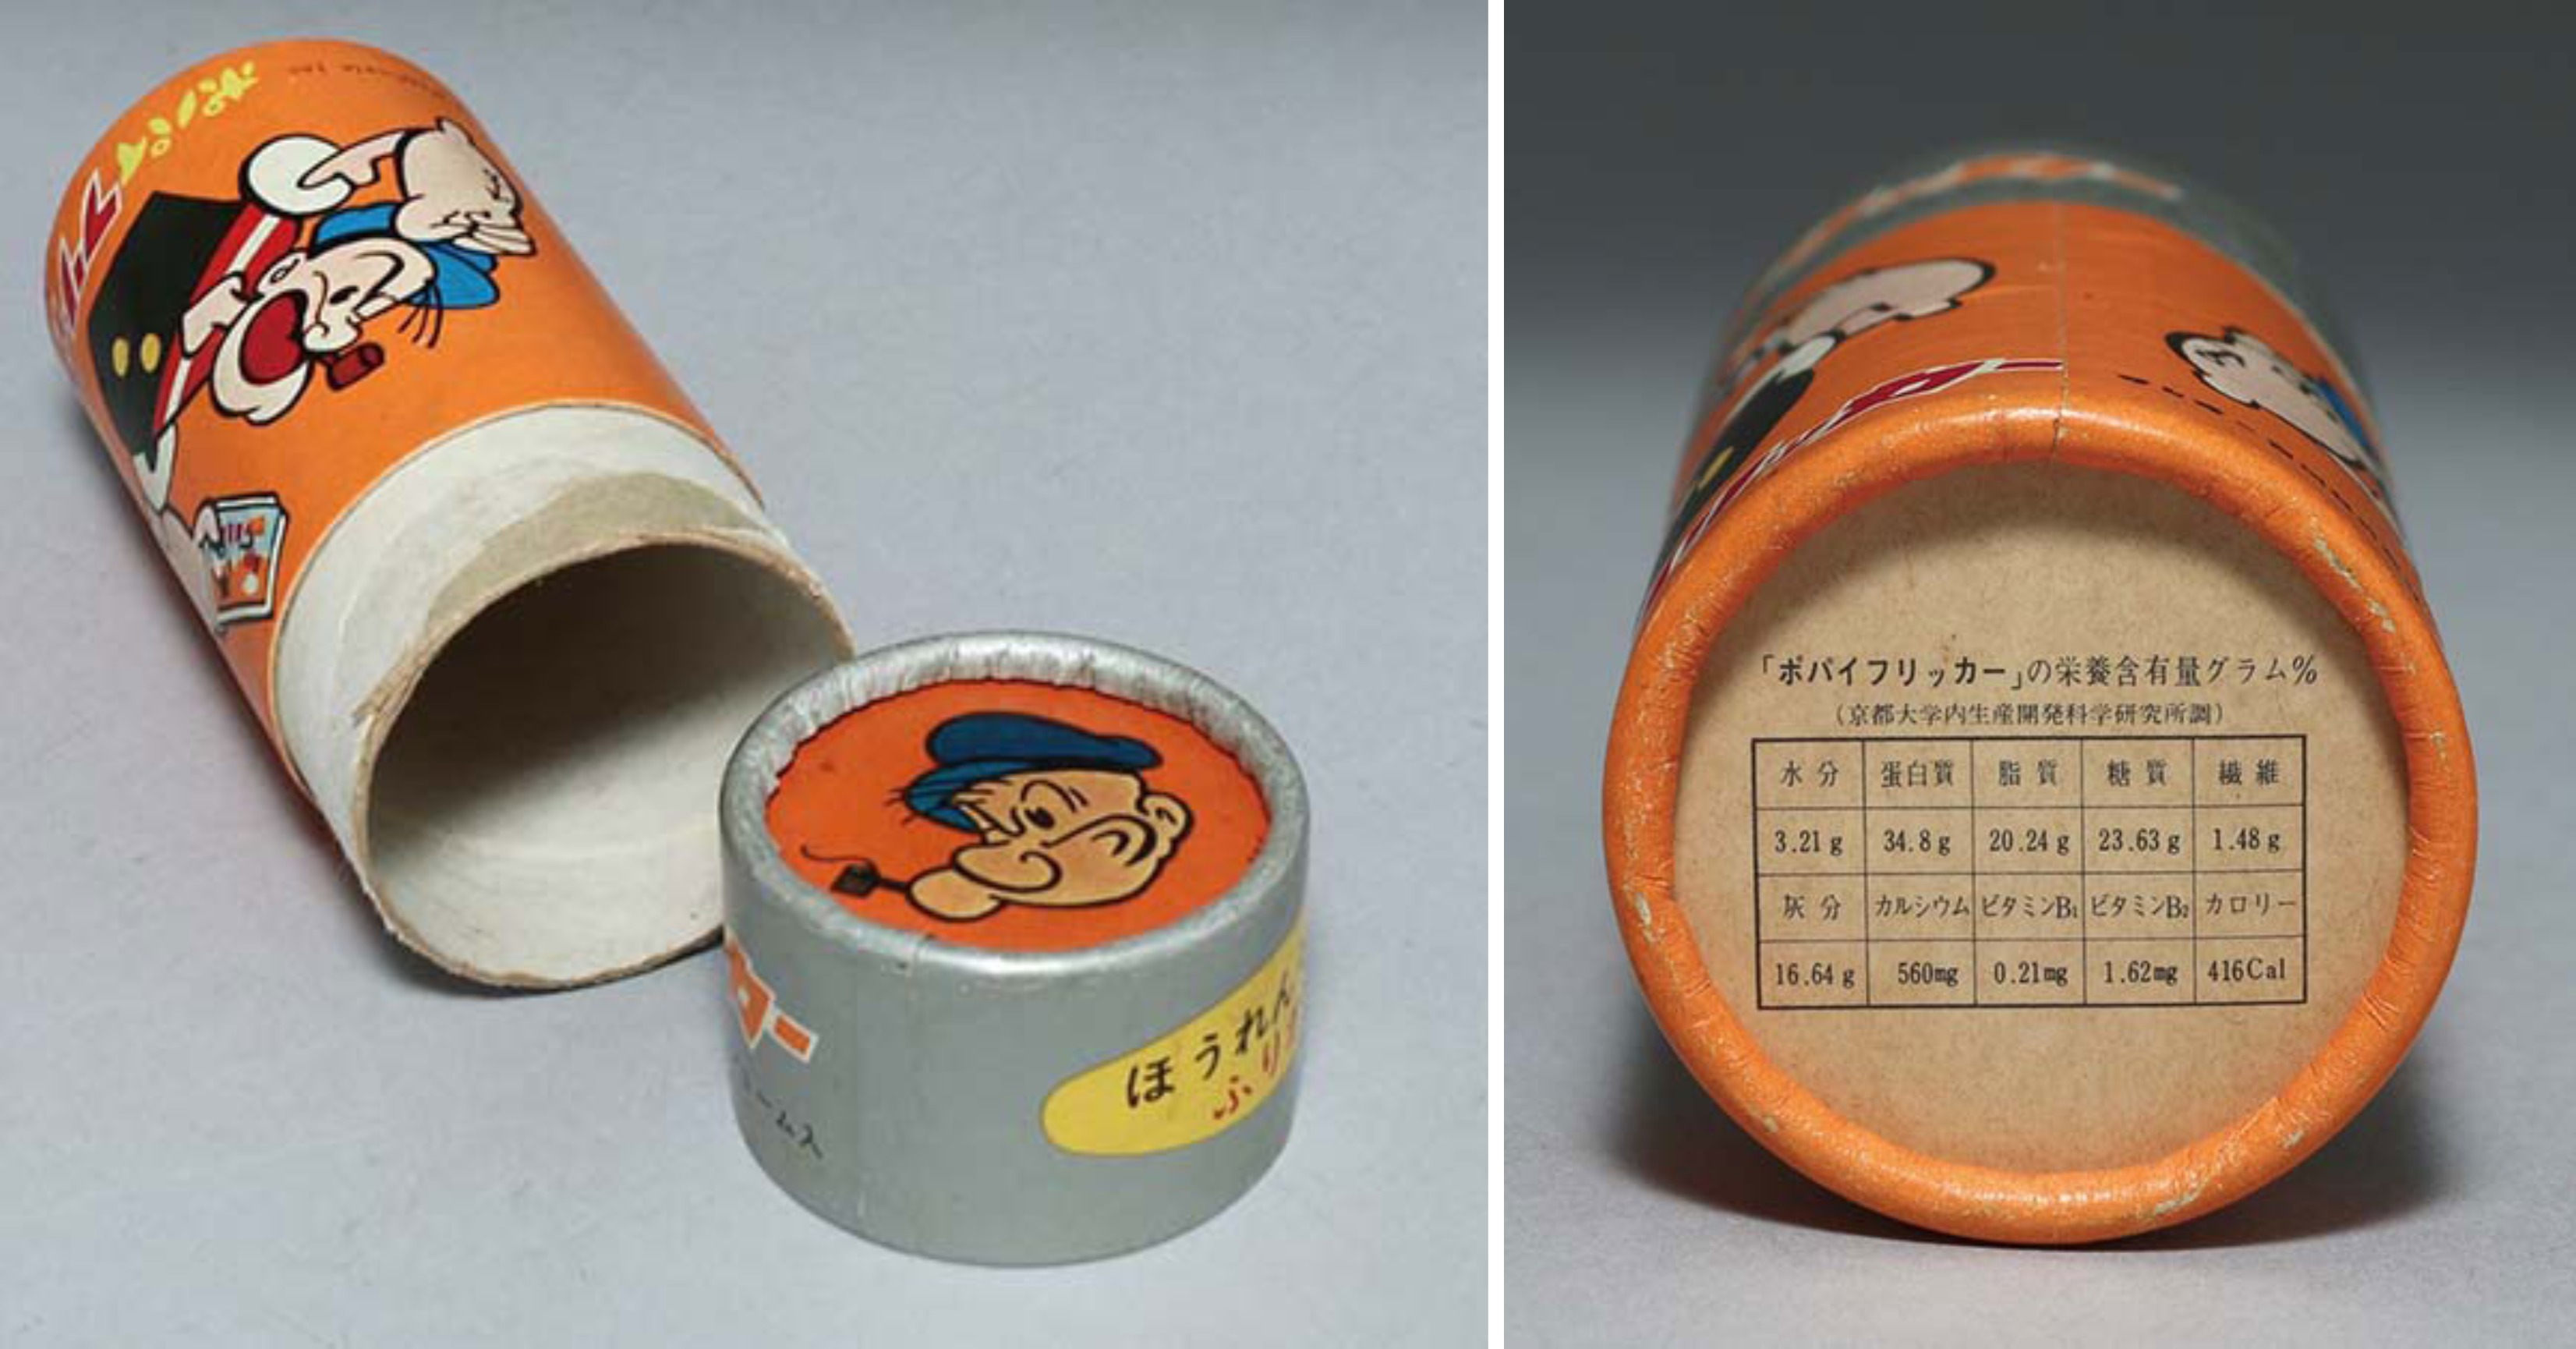 ほうれん
ふり
「ポパイフリッカー」の栄養含有量グラム%
(京都大学内生産開発科学研究所調)
水分 蛋白質 脂質 糖質 繊維
3.21g 34.8g 20.24g 23.63g 1.48g
灰分 カルシウム ビタミンB₁ ビタミンB₂ カロリー
16.64g 560mg 0.21mg 1.62mg 416Cal